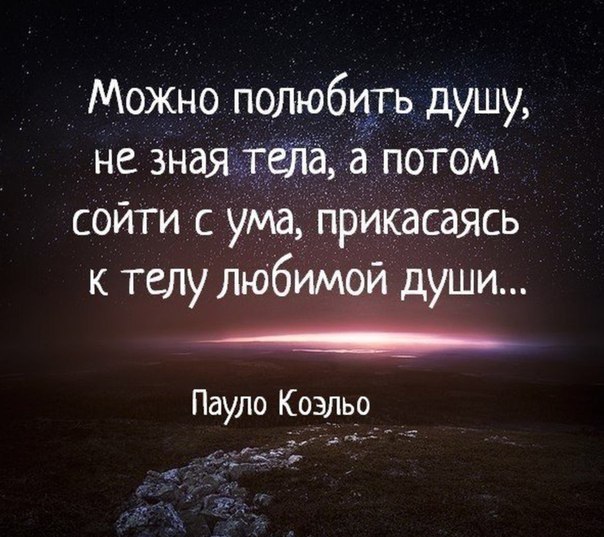 Можно полюбить душу,
не зная тела, а потом
сойти с ума, прикасаясь
к телу любимой души...
Пауло Коэльо